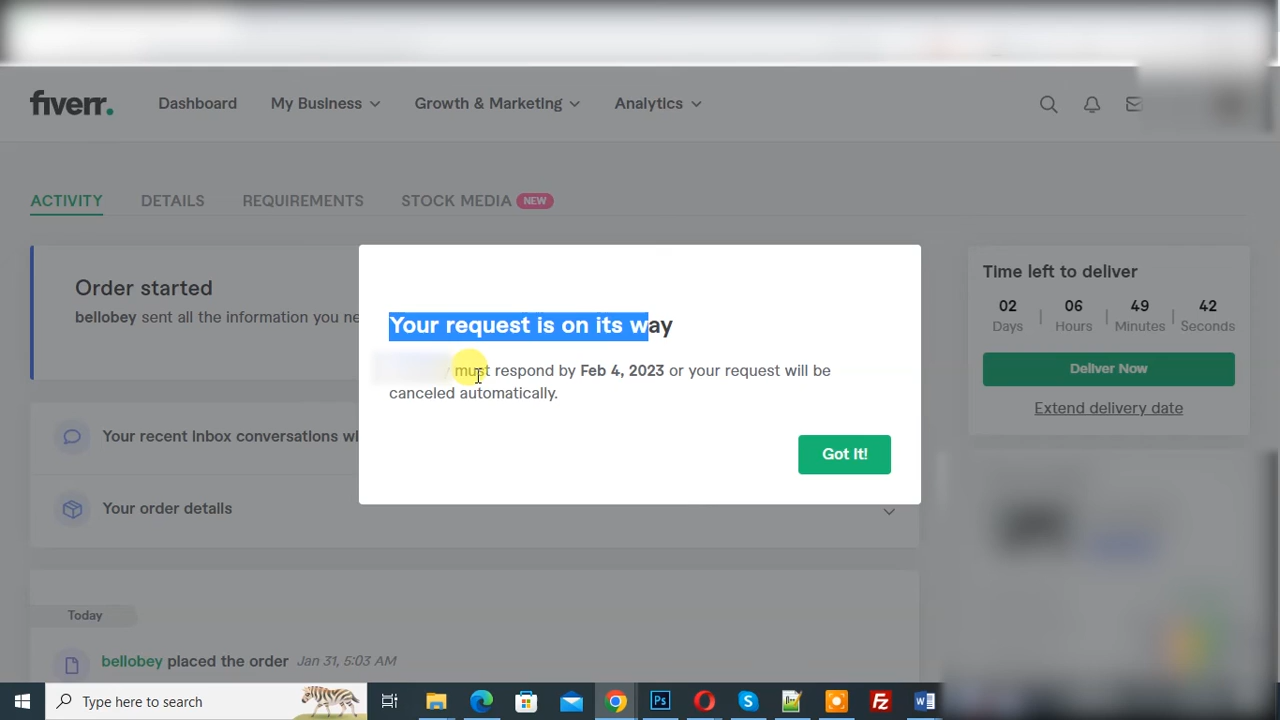 fiverr.
Dashboard My Business Growth & Marketing Analytics
ACTIVITY DETAILS REQUIREMENTS STOCK MEDIA NEW
Order started
bellobey sent all the information you ne
Your request is on its way
must respond by Feb 4, 2023 or your request will be
canceled automatically.
Got It!
Time left to deliver
02 06 49 42
Days Hours Minutes Seconds
Deliver Now
Extend delivery date
Your recent inbox conversations wi
Your order details
Today
bellobey placed the order Jan 31, 5:03 AM
Type here to search